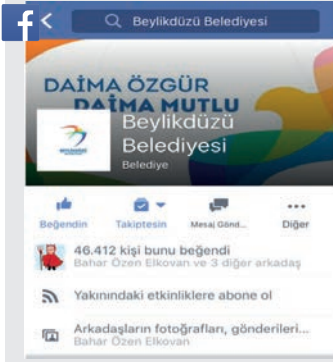 f
Beylikdüzü Belediyesi
DAİMA ÖZGÜR
DAİMA MUTLU
Beylikdüzü
Belediyesi
Belediye
Beğendin Takiptesin Mesaj Gönd... Diğer
46.412 kişi bunu beğendi
Bahar Özen Elkovan ve 3 diğer arkadaş
Yakınındaki etkinliklere abone ol
Arkadaşların fotoğrafları, gönderileri...
Bahar Özen Elkovan